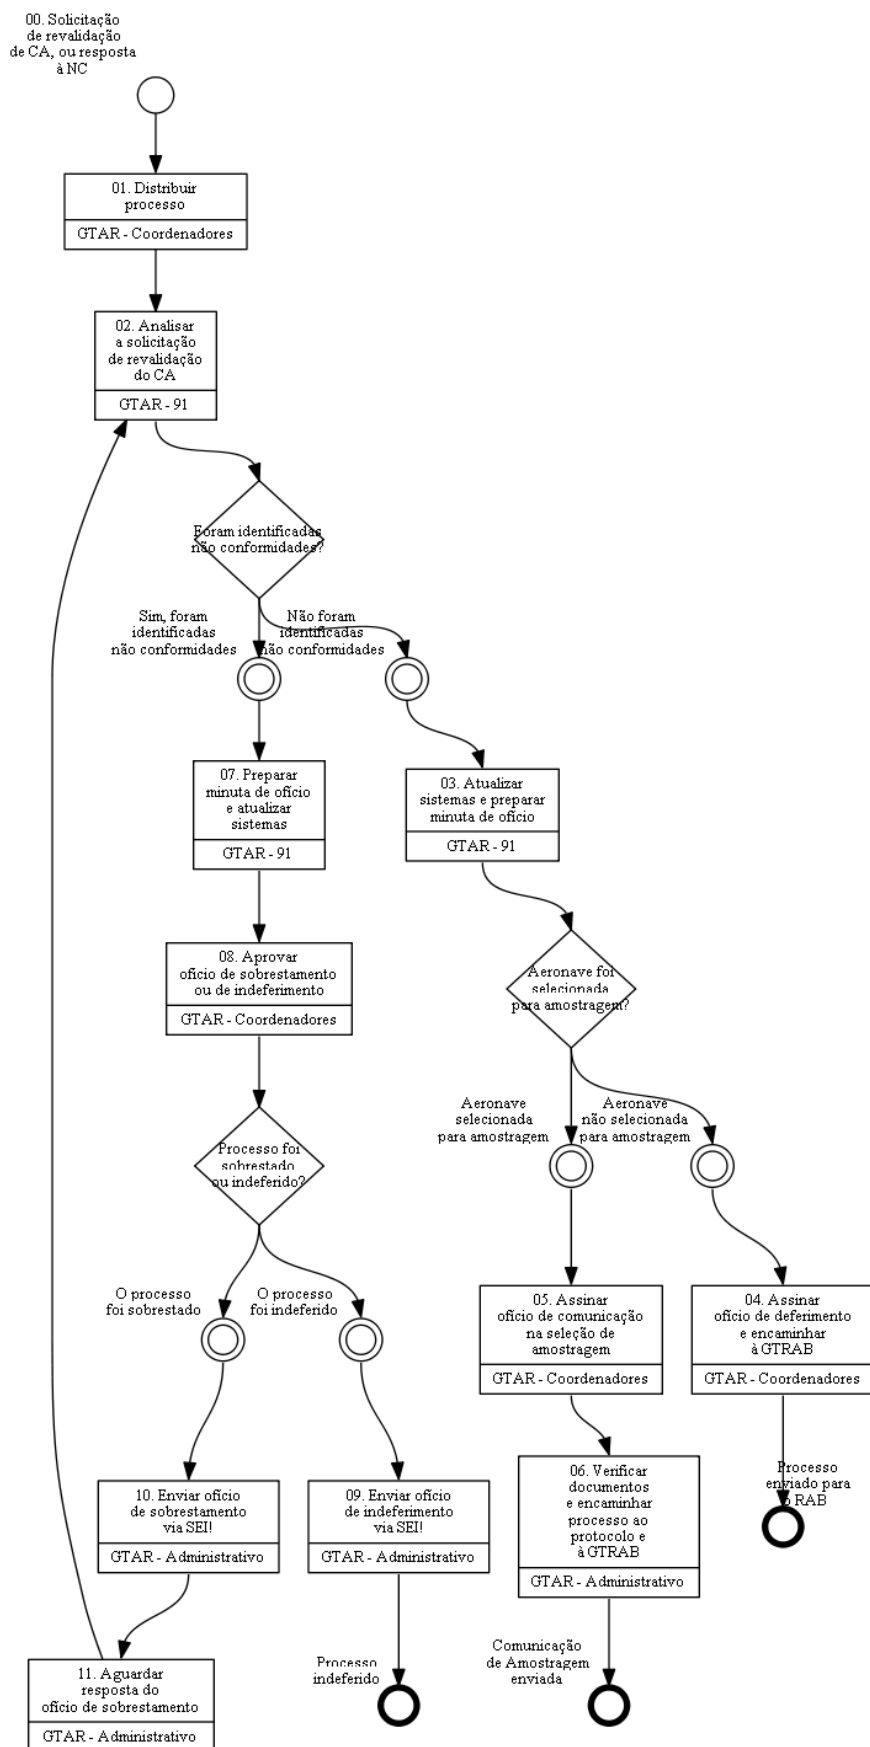 00. Solicitação
de revalidação
de CA, ou resposta
à NC
01. Distribuir
processo
GTAR - Coordenadores
02. Analisar
a solicitação
de revalidação
do CA
GTAR - 91
Foram identificadas
não conformidades?
Sim, foram
identificadas
não conformidades
Não foram
identificadas
não conformidades
07. Preparar
minuta de ofício
e atualizar
sistemas
GTAR - 91
03. Atualizar
sistemas e preparar
minuta de ofício
GTAR - 91
08. Aprovar
ofício de sobrestamento
ou de indeferimento
GTAR - Coordenadores
Aeronave foi
selecionada
para amostragem?
Aeronave
selecionada
para amostragem
Aeronave
não selecionada
para amostragem
Processo foi
sobrestado
ou indeferido?
O processo
foi sobrestado
O processo
foi indeferido
05. Assinar
ofício de comunicação
na seleção de
amostragem
GTAR - Coordenadores
04. Assinar
ofício de deferimento
e encaminhar
à GTRAB
GTAR - Coordenadores
10. Enviar ofício
de sobrestamento
via SEI!
GTAR - Administrativo
09. Enviar ofício
de indeferimento
via SEI!
GTAR - Administrativo
06. Verificar
documentos
e encaminhar
processo ao
protocolo e
à GTRAB
GTAR - Administrativo
Processo
enviado para
o RAB
11. Aguardar
resposta do
ofício de sobrestamento
GTAR - Administrativo
Processo
indeferido
Comunicação
de Amostragem
enviada